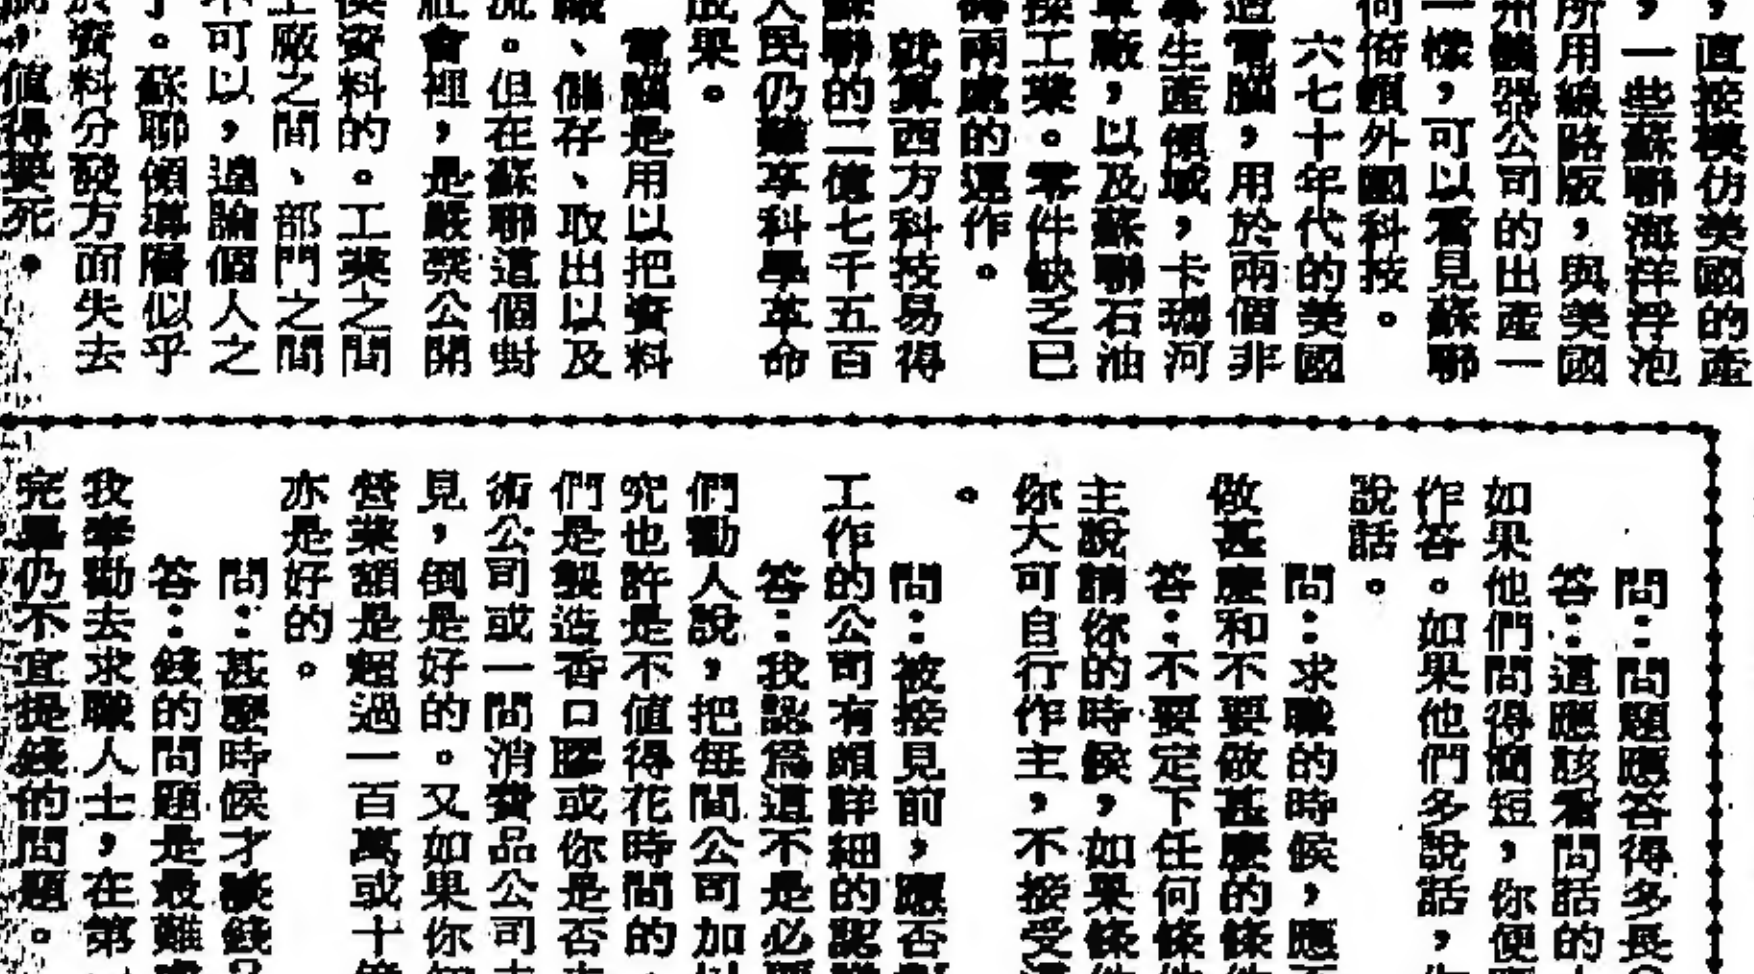 ，直接模仿美國的產
，一些蘇聯海洋浮泡
所用線路版，與美國
州機器公司的出產一
一樣，可以看見蘇聯
何倚賴外國科技。
六七十年代的美國
電腦，用於兩個非
生產領域，卡瑪河
車廠，以及蘇聯石油
工業。零件缺乏已
兩處的運作。
就算西方科技易得
蘇聯的二億七千五百
人民仍難享科學革命
成果。
電腦是用以把資料
、儲存、取出以及
流。但在蘇聯這個對
社會裡，是嚴禁公開
資料的。工業之間
工廠之間、部門之間
不可以，遑論個人之
。蘇聯領導層似乎
於資料分發方面失去
，值得要死。
問：問題應答得多長
答：這應該看問話的
如果他們問得簡短，你便
作答。如果他們多說話，
說話。
問：求職的時候，應
做甚麼和不要做甚麼的條件
答：不要定下任何條件
主說請你的時候，如果條件
你大可自行作主，不接受
。
問：被接見前，應否
工作的公司有頗詳細的認
答：我認為這不是必要
們勸人說，把每間公司加以
究也許是不值得花時間的
們是製造香口膠或你是否
術公司或一間消費品公司
見，倒是好的。又如果你
營業額是超過一百萬或十
亦是好的。
問：甚麼時候才談錢
答：錢的問題是最難
我奉勸去求職人士，在第
完畢仍不宜提錢的問題。